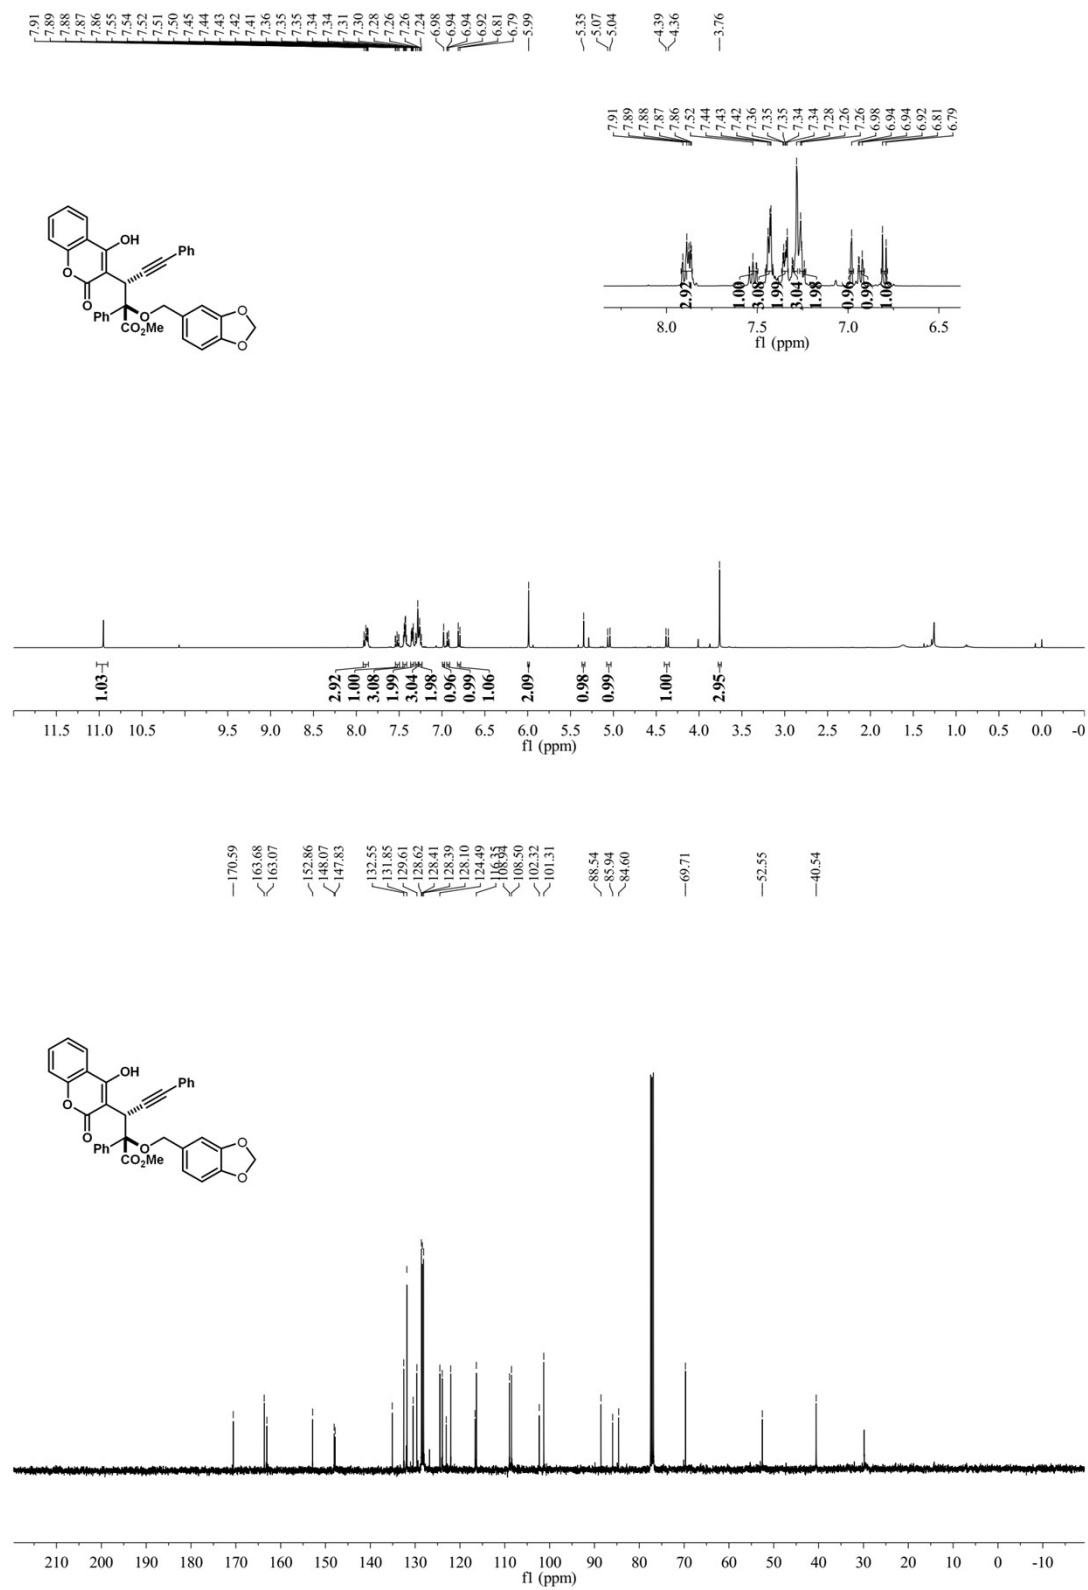 7.91 7.89 7.88 7.87 7.86 7.55 7.54 7.52 7.51 7.50 7.45 7.44 7.43 7.42 7.41 7.36 7.35 7.35 7.34 7.34 7.31 7.30 7.28 7.26 7.26 7.24 6.98 6.94 6.94 6.92 6.81 6.79 5.99 5.35 5.07 5.04 4.39 4.36 3.76
7.91 7.89 7.88 7.87 7.86 7.52 7.44 7.43 7.42 7.36 7.35 7.35 7.34 7.34 7.28 7.26 7.26 6.98 6.94 6.94 6.92 6.81 6.79
OH
Ph
O
O
Ph
O
CO2Me
O
O
2.92 1.00 3.08 1.99 3.04 1.98 0.96 0.99 1.06
8.0 7.5 7.0 6.5
f1 (ppm)
1.03 2.92 1.00 3.08 1.99 3.04 1.98 0.96 0.99 1.06 2.09 0.98 0.99 1.00 2.95
11.5 10.5 9.5 9.0 8.5 8.0 7.5 7.0 6.5 6.0 5.5 5.0 4.5 4.0 3.5 3.0 2.5 2.0 1.5 1.0 0.5 0.0 -0
f1 (ppm)
170.59 163.68 163.07 152.86 148.07 147.83 132.55 131.85 129.61 128.62 128.41 128.39 128.10 124.49 116.35 108.94 108.50 102.32 101.31 88.54 85.94 84.60 69.71 52.55 40.54
OH
Ph
O
O
Ph
O
CO2Me
O
O
210 200 190 180 170 160 150 140 130 120 110 100 90 80 70 60 50 40 30 20 10 0 -10
f1 (ppm)